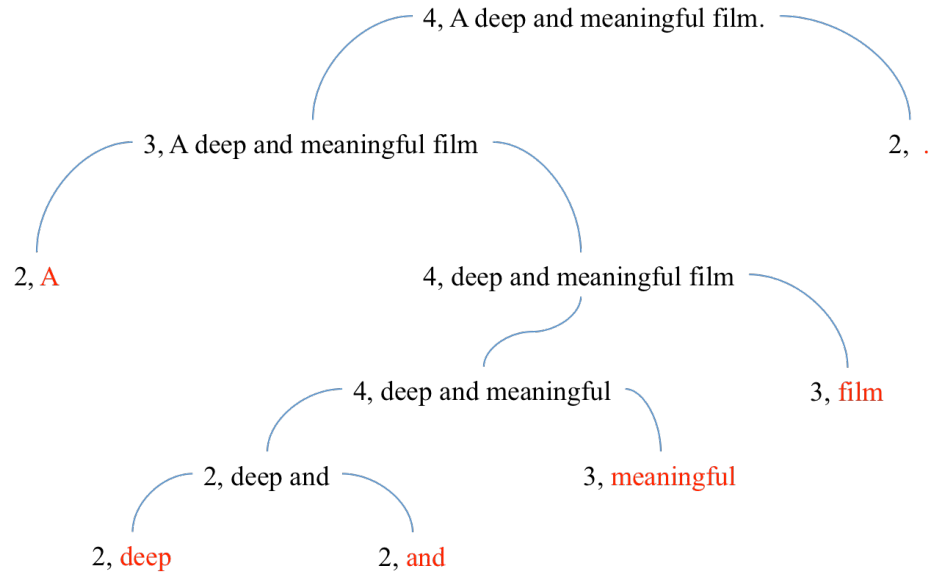 4, A deep and meaningful film.
3, A deep and meaningful film
2, .
2, A
4, deep and meaningful film
4, deep and meaningful
3, film
2, deep and
3, meaningful
2, deep
2, and